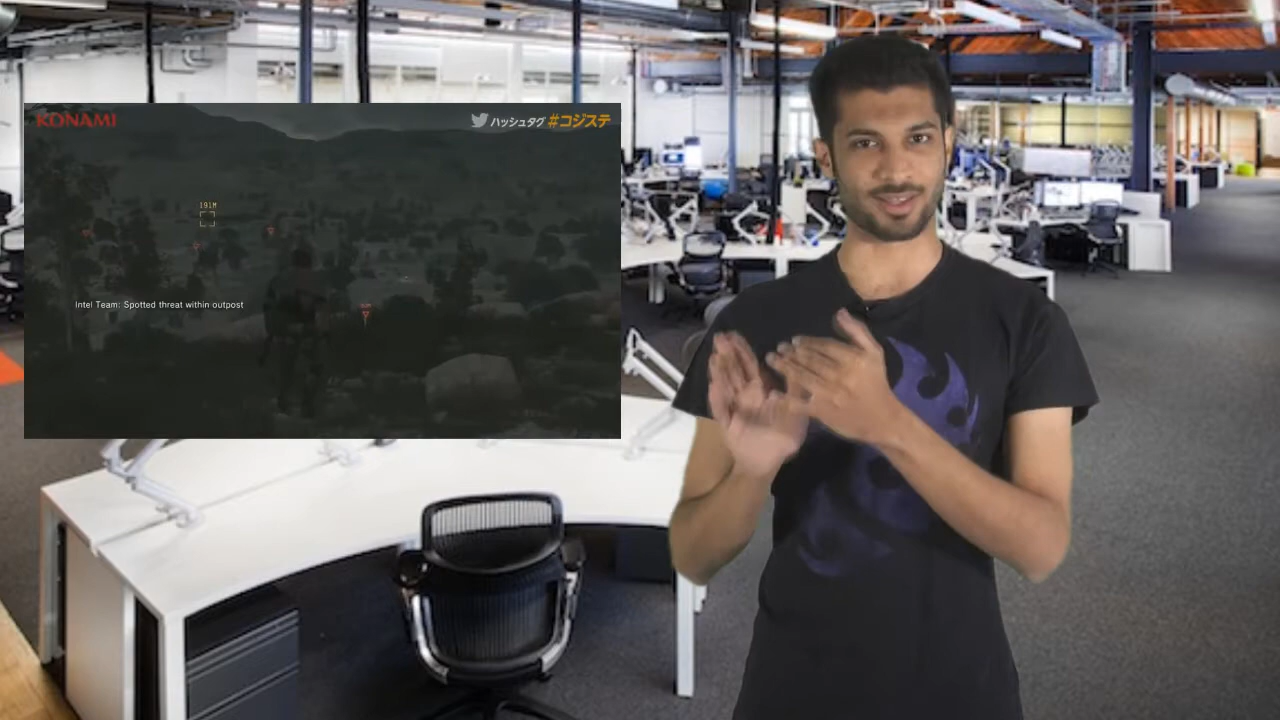 KONAMI
ハッシュタグ #コジステ
191M
Intel Team: Spotted threat within outpost